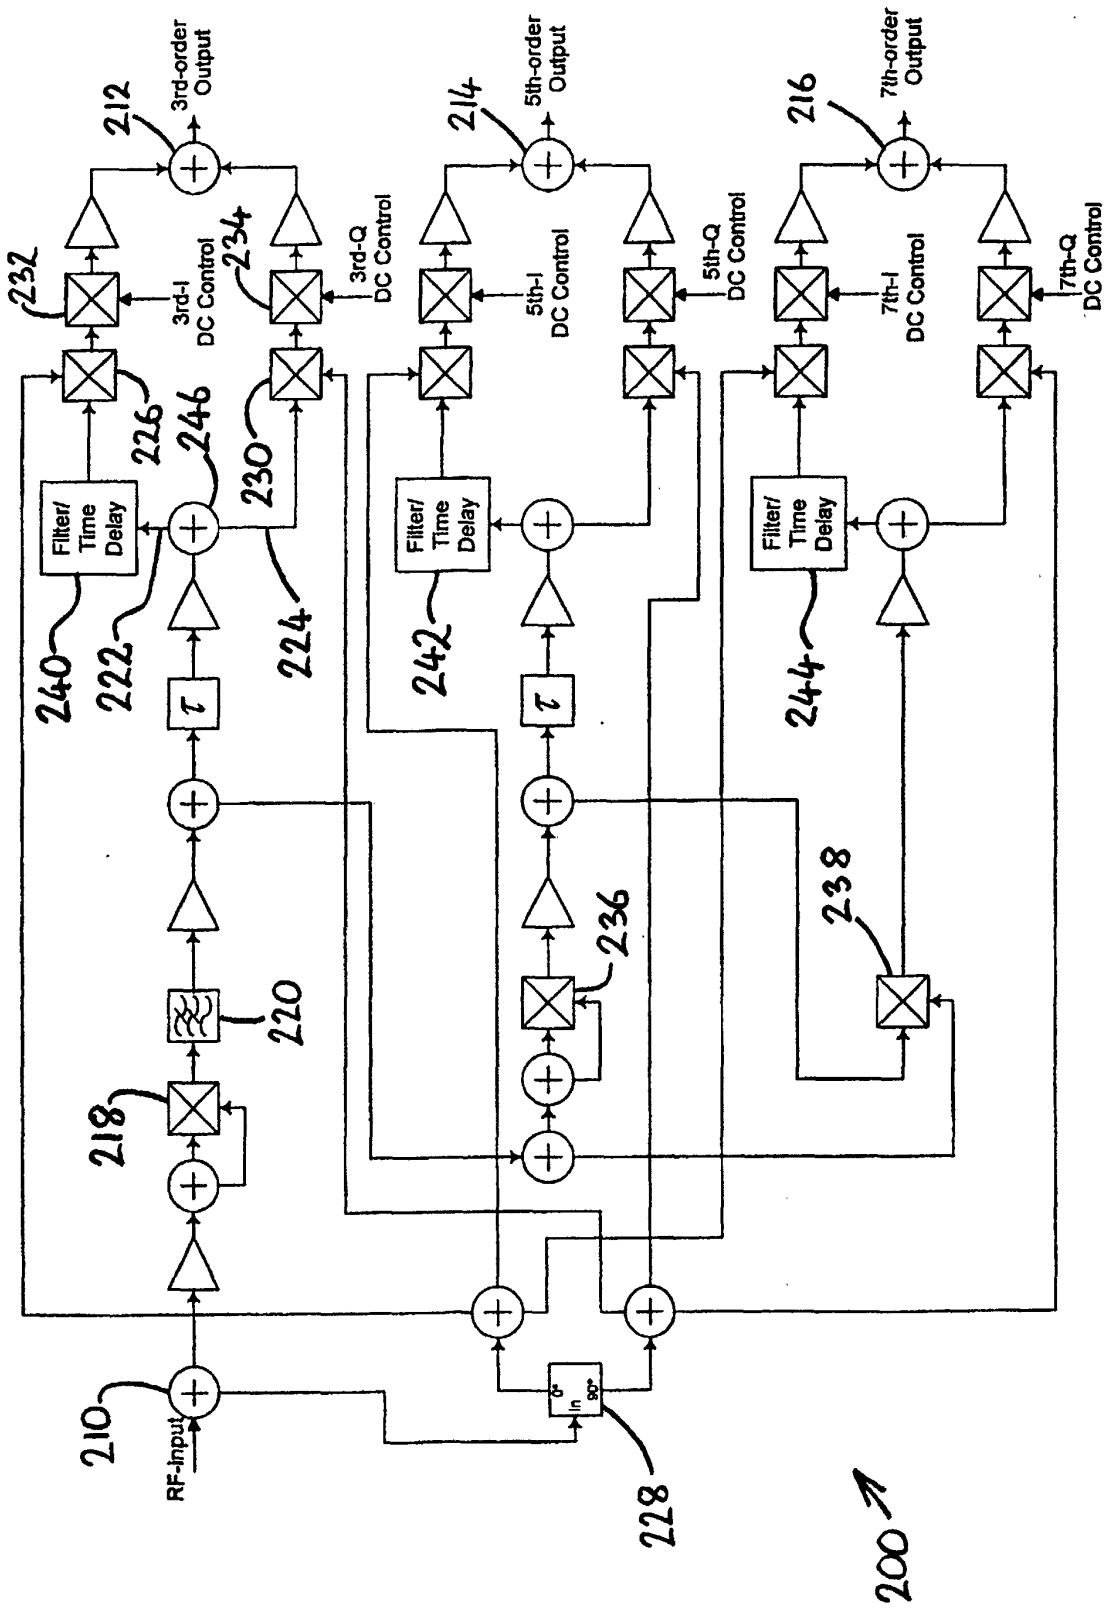 232
3rd-I
DC Control
212
3rd-order
Output
234
3rd-Q
DC Control
226
246
230
240
Filter/
Time
Delay
222
224
τ
220
218
210
RF-input
214
5th-order
Output
5th-I
DC Control
5th-Q
DC Control
Filter/
Time
Delay
242
τ
236
0°
In
90°
228
216
7th-order
Output
7th-I
DC Control
7th-Q
DC Control
Filter/
Time
Delay
244
238
200